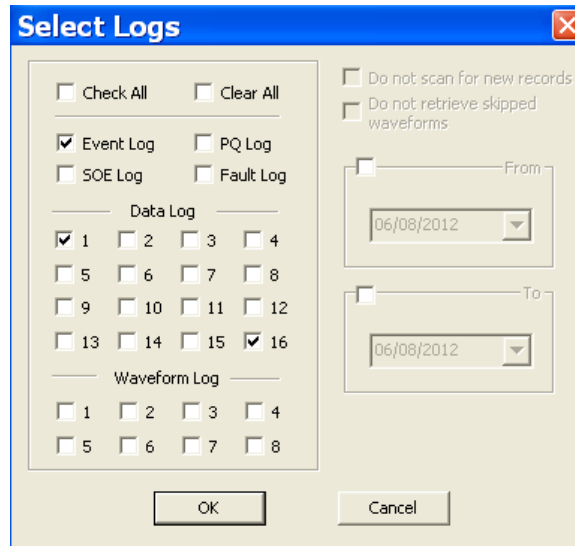 Select Logs
Check All Clear All
Event Log PQ Log
SOE Log Fault Log
Data Log
1 2 3 4
5 6 7 8
9 10 11 12
13 14 15 16
Waveform Log
1 2 3 4
5 6 7 8
Do not scan for new records
Do not retrieve skipped
waveforms
From
06/08/2012
To
06/08/2012
OK Cancel